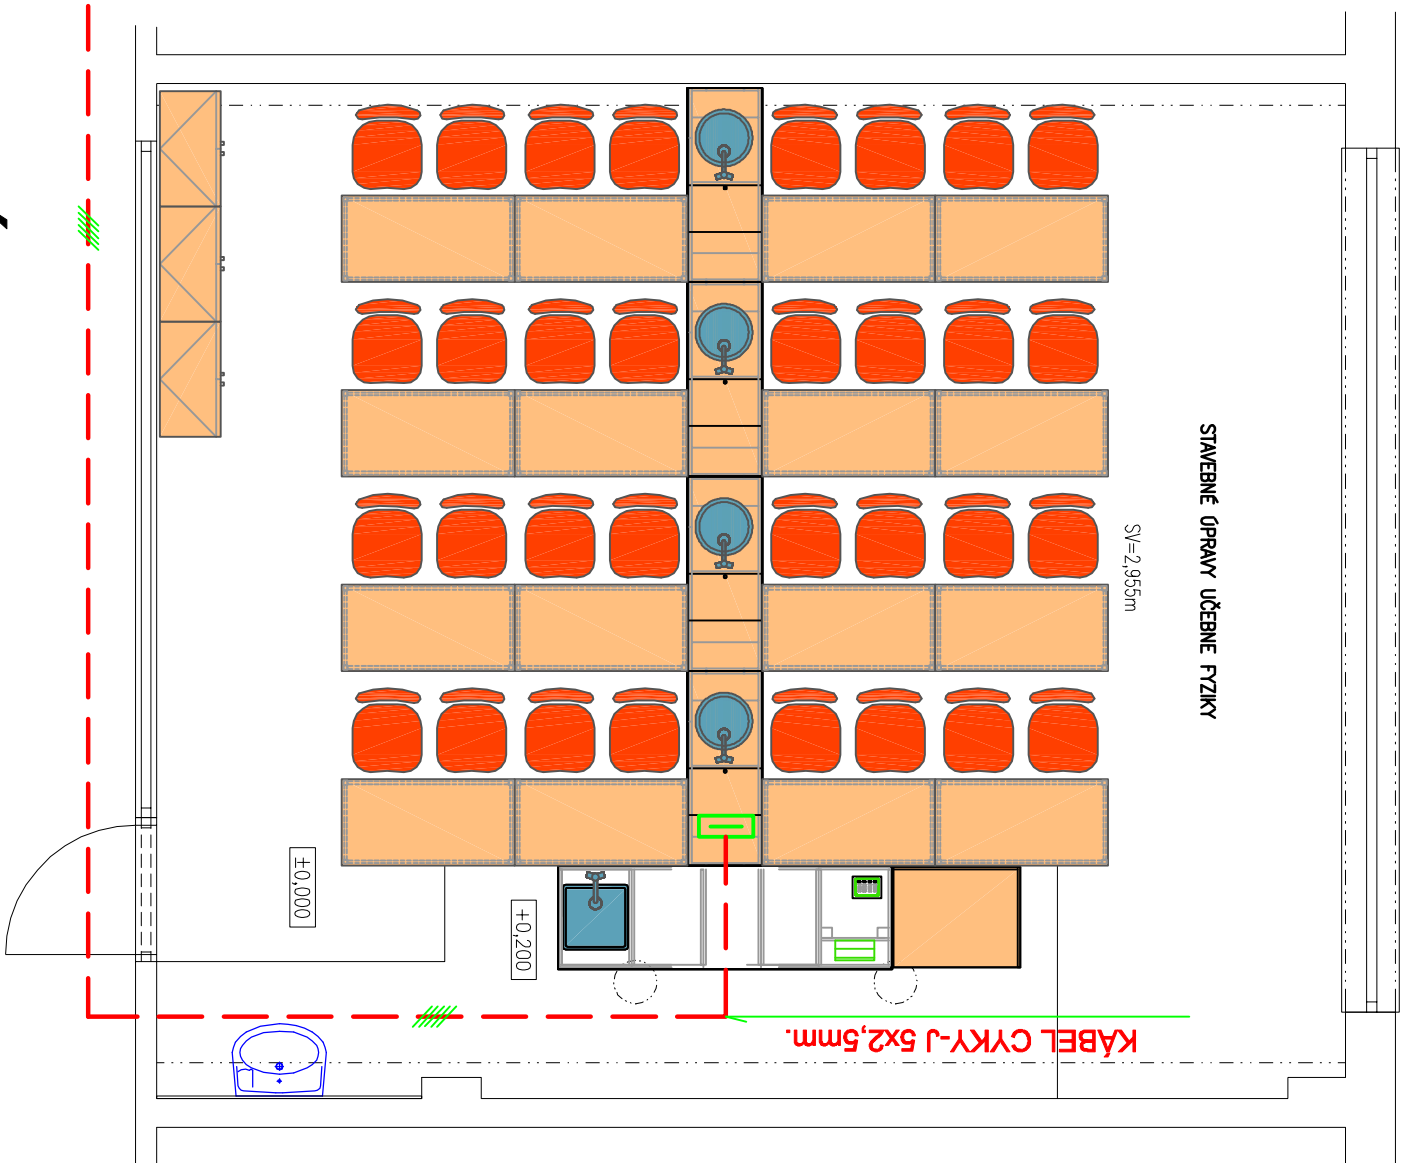 STAVEBNÉ ÚPRAVY UČEBNE FYZIKY
SV=2,955m
±0,000
+0,200
KÁBEL CYKY-J 5x2,5mm.